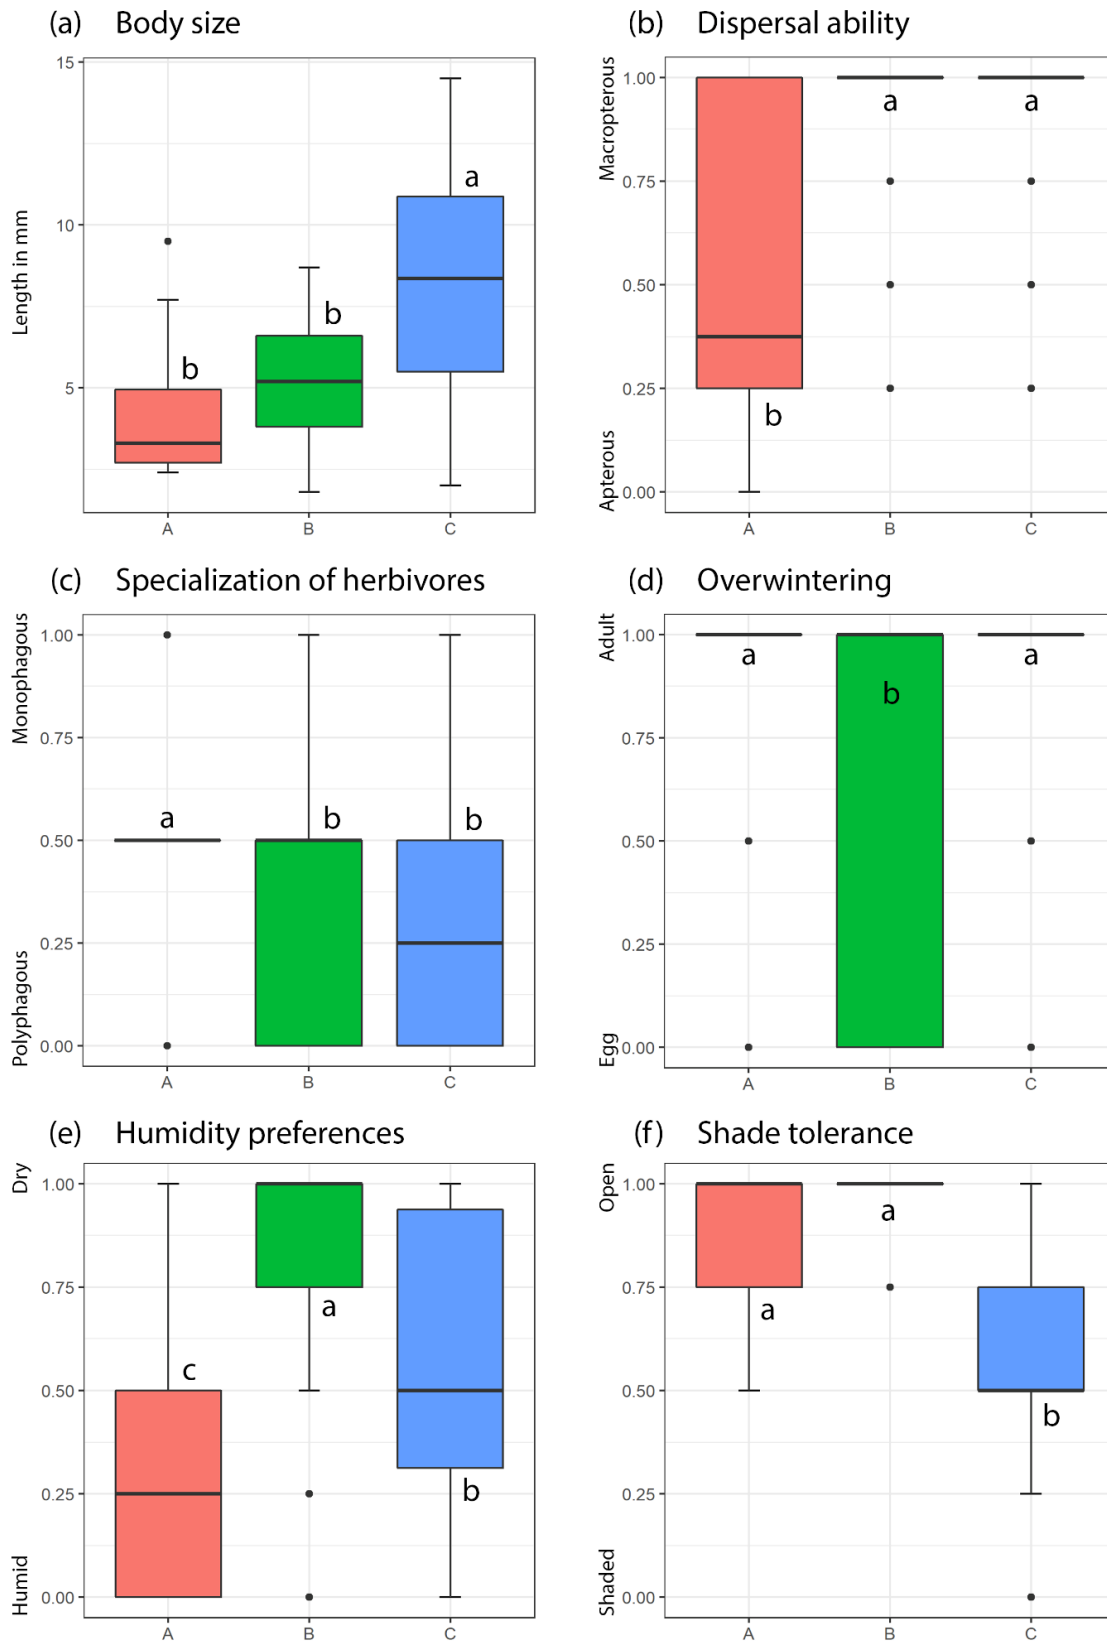 (a) Body size
Length in mm
15
10
5
b
b
a
A B C
(b) Dispersal ability
Macropterous
Apterous
1.00
0.75
0.50
0.25
0.00
b
a
a
A B C
(c) Specialization of herbivores
Monophagous
Polyphagous
1.00
0.75
0.50
0.25
0.00
a
b
b
A B C
(d) Overwintering
Adult
Egg
1.00
0.75
0.50
0.25
0.00
a
b
a
A B C
(e) Humidity preferences
Dry
Humid
1.00
0.75
0.50
0.25
0.00
c
a
b
A B C
(f) Shade tolerance
Open
Shaded
1.00
0.75
0.50
0.25
0.00
a
a
b
A B C